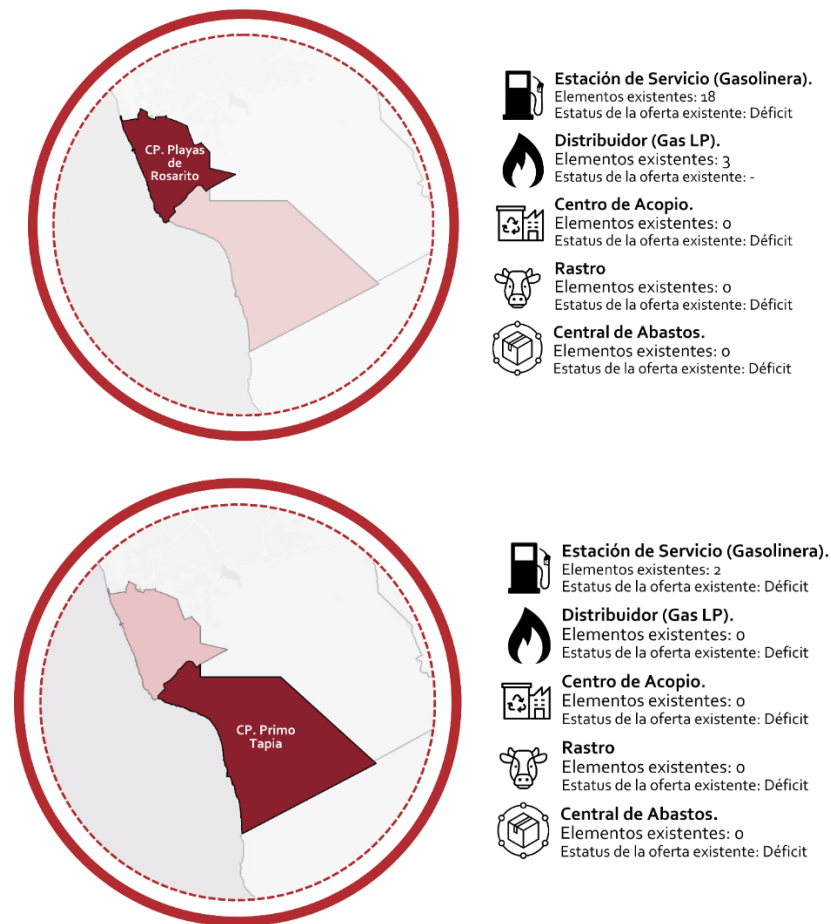 CP. Playas
de
Rosarito
Estación de Servicio (Gasolinera).
Elementos existentes: 18
Estatus de la oferta existente: Déficit
Distribuidor (Gas LP).
Elementos existentes: 3
Estatus de la oferta existente: -
Centro de Acopio.
Elementos existentes: 0
Estatus de la oferta existente: Déficit
Rastro
Elementos existentes: 0
Estatus de la oferta existente: Déficit
Central de Abastos.
Elementos existentes: 0
Estatus de la oferta existente: Déficit
CP. Primo
Tapia
Estación de Servicio (Gasolinera).
Elementos existentes: 2
Estatus de la oferta existente: Déficit
Distribuidor (Gas LP).
Elementos existentes: 0
Estatus de la oferta existente: Deficit
Centro de Acopio.
Elementos existentes: 0
Estatus de la oferta existente: Déficit
Rastro
Elementos existentes: 0
Estatus de la oferta existente: Déficit
Central de Abastos.
Elementos existentes: 0
Estatus de la oferta existente: Déficit